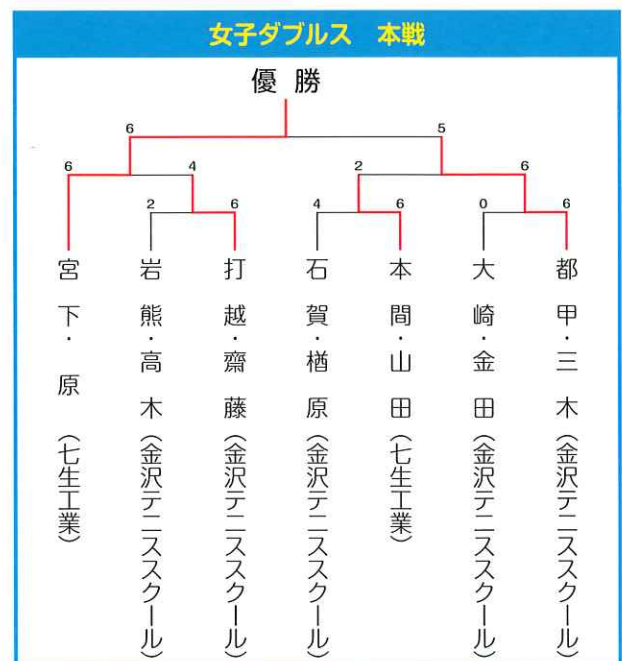 女子ダブルス 本戦
優 勝
6 5
6 4 2 6
2 6 4 6 0 6
宮下・原（七生工業）
岩熊・高木（金沢テニススクール）
打越・齋藤（金沢テニススクール）
石賀・楢原（金沢テニススクール）
本間・山田（七生工業）
大崎・金田（金沢テニススクール）
都甲・三木（金沢テニススクール）